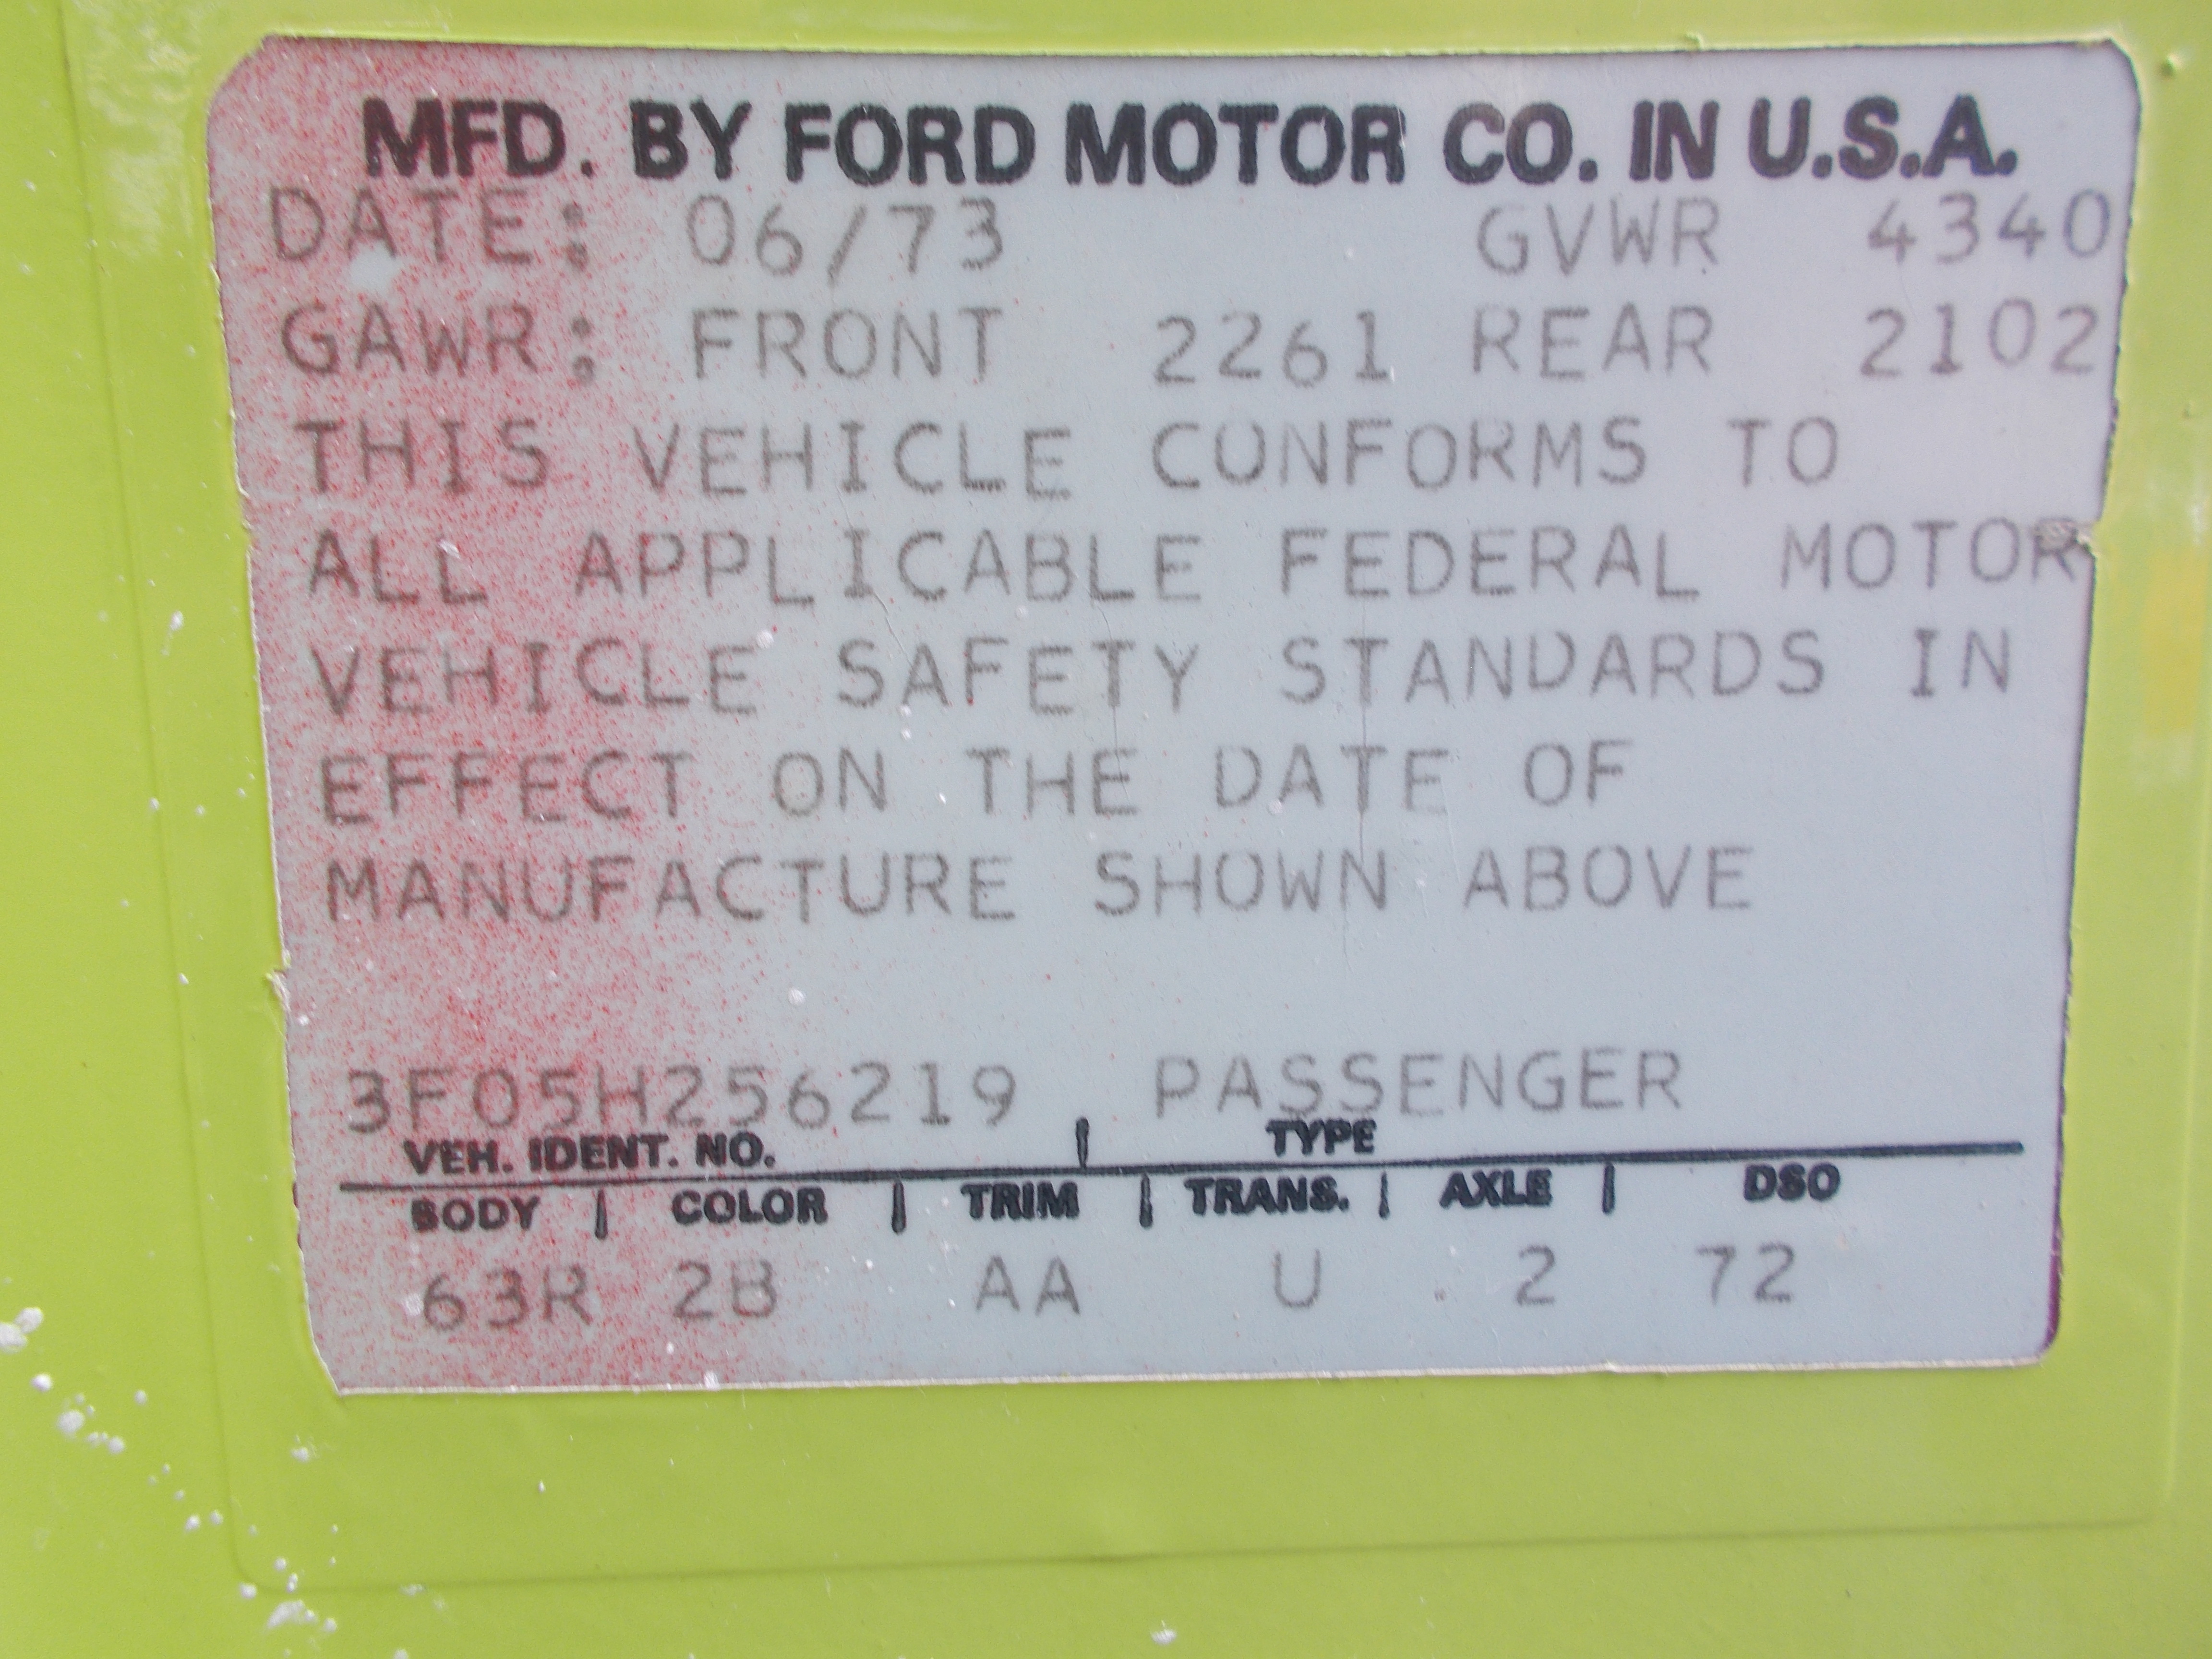 MFD. BY FORD MOTOR CO. IN U.S.A.
DATE: 06/73 GVWR 4340
GAWR: FRONT 2261 REAR 2102
THIS VEHICLE CONFORMS TO
ALL APPLICABLE FEDERAL MOTOR
VEHICLE SAFETY STANDARDS IN
EFFECT ON THE DATE OF
MANUFACTURE SHOWN ABOVE
3F05H256219 PASSENGER
VEH. IDENT. NO. | TYPE
BODY | COLOR | TRIM | TRANS. | AXLE | DSO
63R 2B AA U 2 72